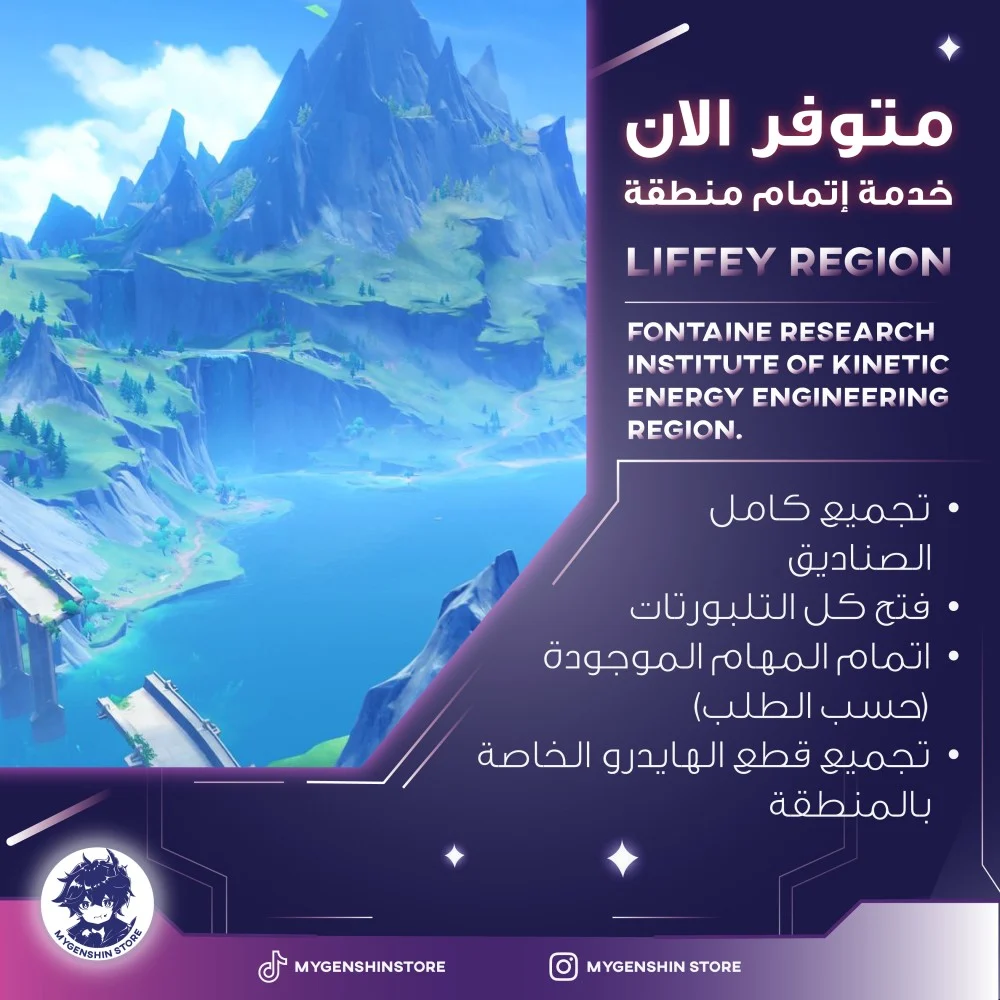 متوفر الان
خدمة إتمام منطقة
LIFFEY REGION
FONTAINE RESEARCH
INSTITUTE OF KINETIC
ENERGY ENGINEERING
REGION.
• تجميع كامل
الصناديق
• فتح كل التلبورتات
• اتمام المهام الموجودة
(حسب الطلب)
• تجميع قطع الهايدرو الخاصة
بالمنطقة
MYGENSHIN STORE
MYGENSHINSTORE
MYGENSHIN STORE